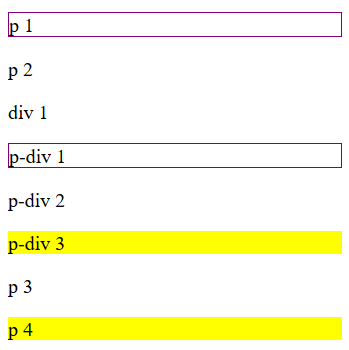 p 1
p 2
div 1
p-div 1
p-div 2
p-div 3
p 3
p 4